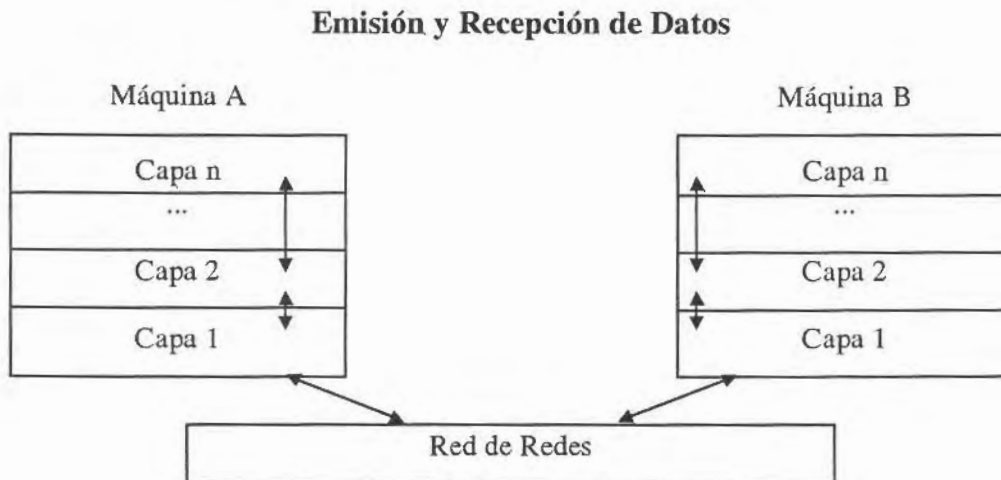 Emisión y Recepción de Datos
Máquina A
Máquina B
Capa n
...
Capa 2
Capa 1
Capa n
...
Capa 2
Capa 1
Red de Redes